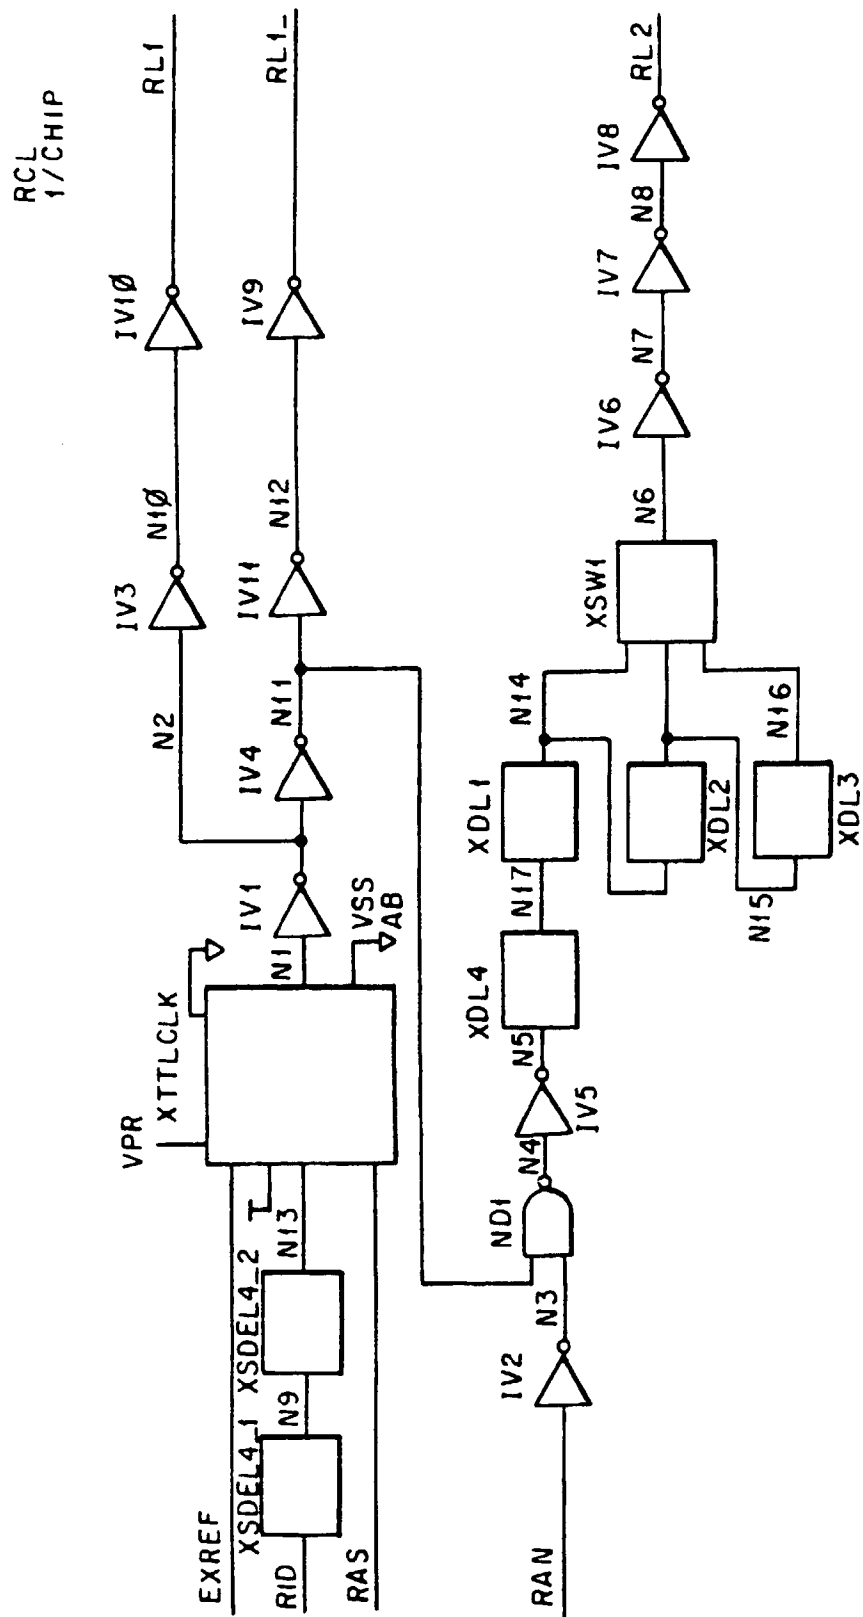 RCL
1/CHIP
EXREF
XSDEL4_1
RID
RAS
N9
XSDEL4_2
N13
VPR
XTTLCLK
VSS
AB
N1
IV1
N2
IV4
N11
IV3
N1Ø
IV1Ø
RL1
IV11
N12
IV9
RL1_
RAN
IV2
N3
ND1
N4
IV5
N5
XDL4
N17
XDL1
N14
XDL2
N15
XDL3
N16
XSW1
N6
IV6
N7
IV7
N8
IV8
RL2